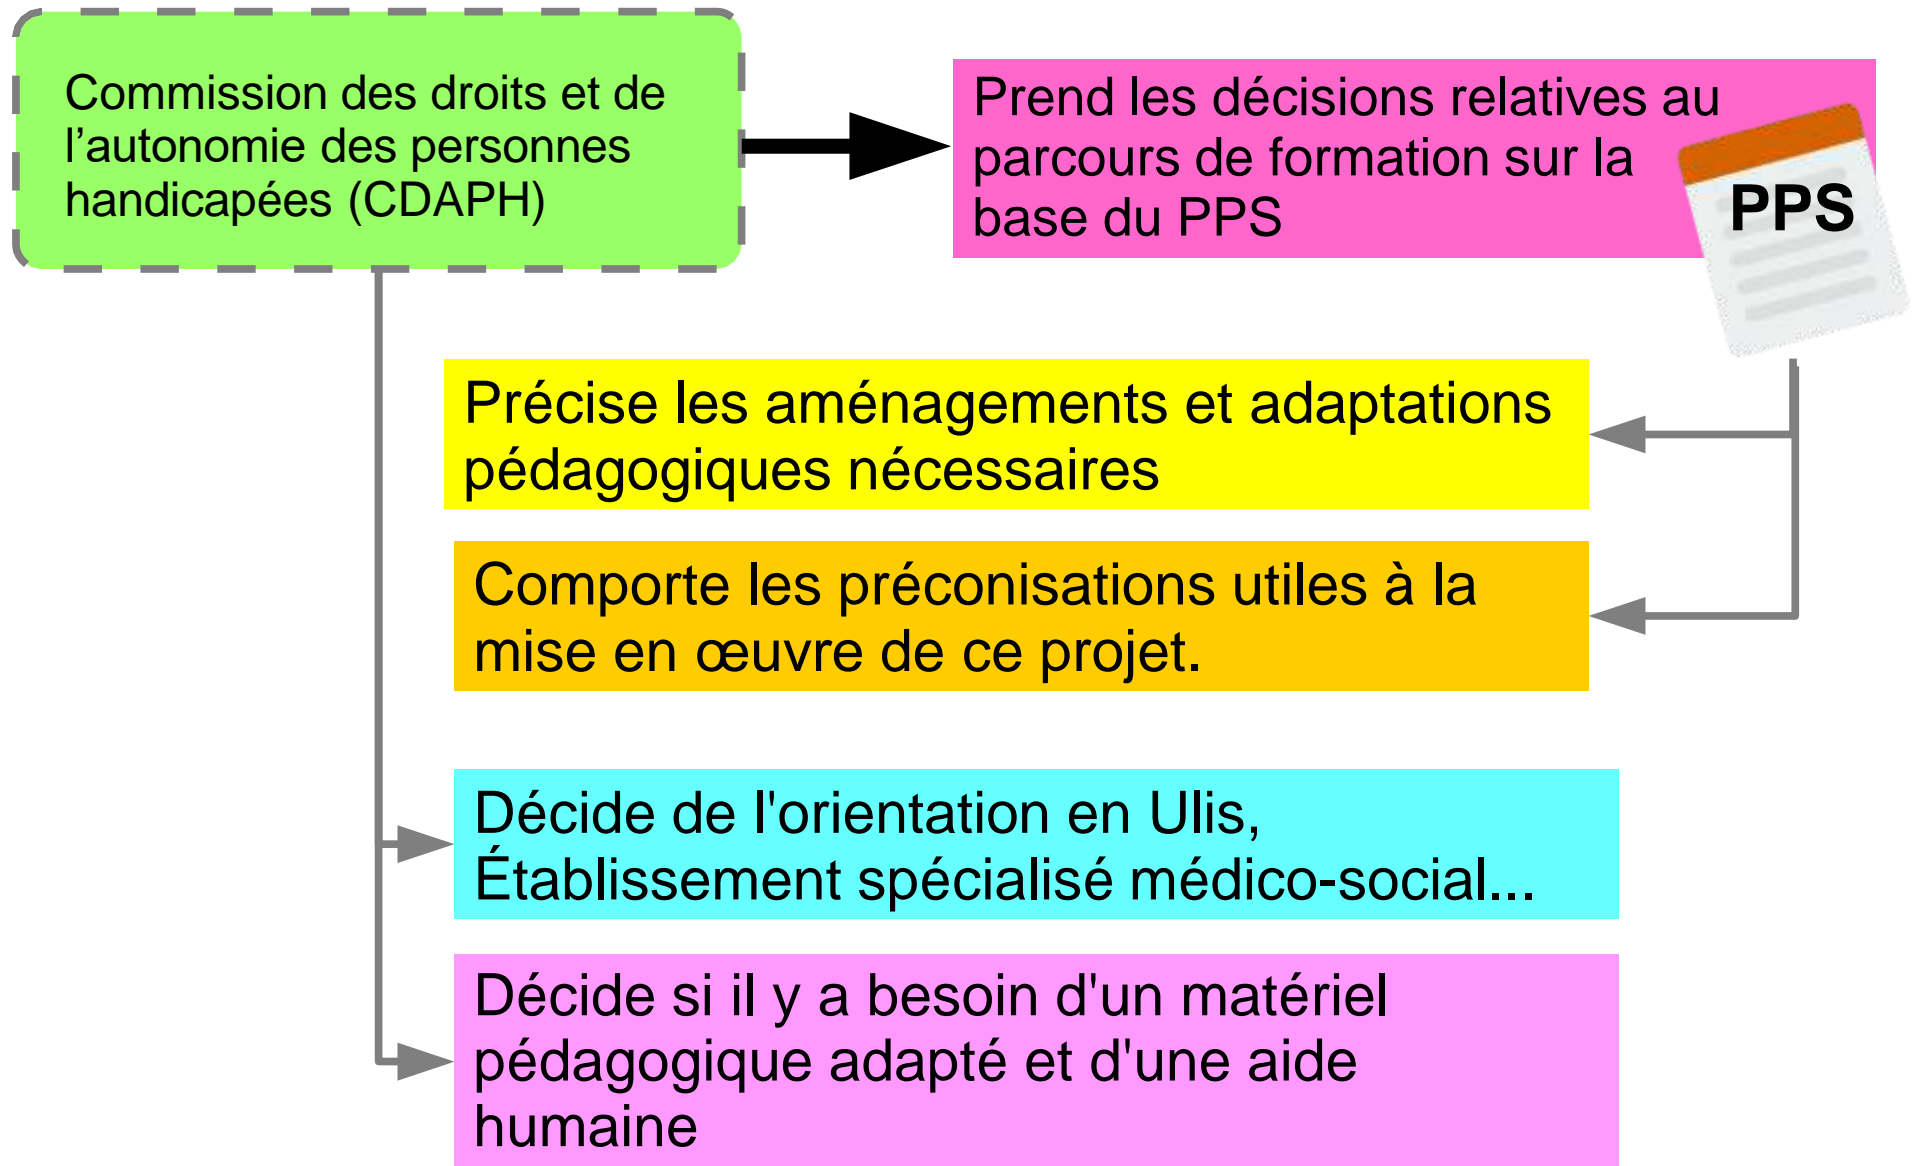 Commission des droits et de
l’autonomie des personnes
handicapées (CDAPH)
Prend les décisions relatives au
parcours de formation sur la
base du PPS
PPS
Précise les aménagements et adaptations
pédagogiques nécessaires
Comporte les préconisations utiles à la
mise en œuvre de ce projet.
Décide de l'orientation en Ulis,
Établissement spécialisé médico-social...
Décide si il y a besoin d'un matériel
pédagogique adapté et d'une aide
humaine